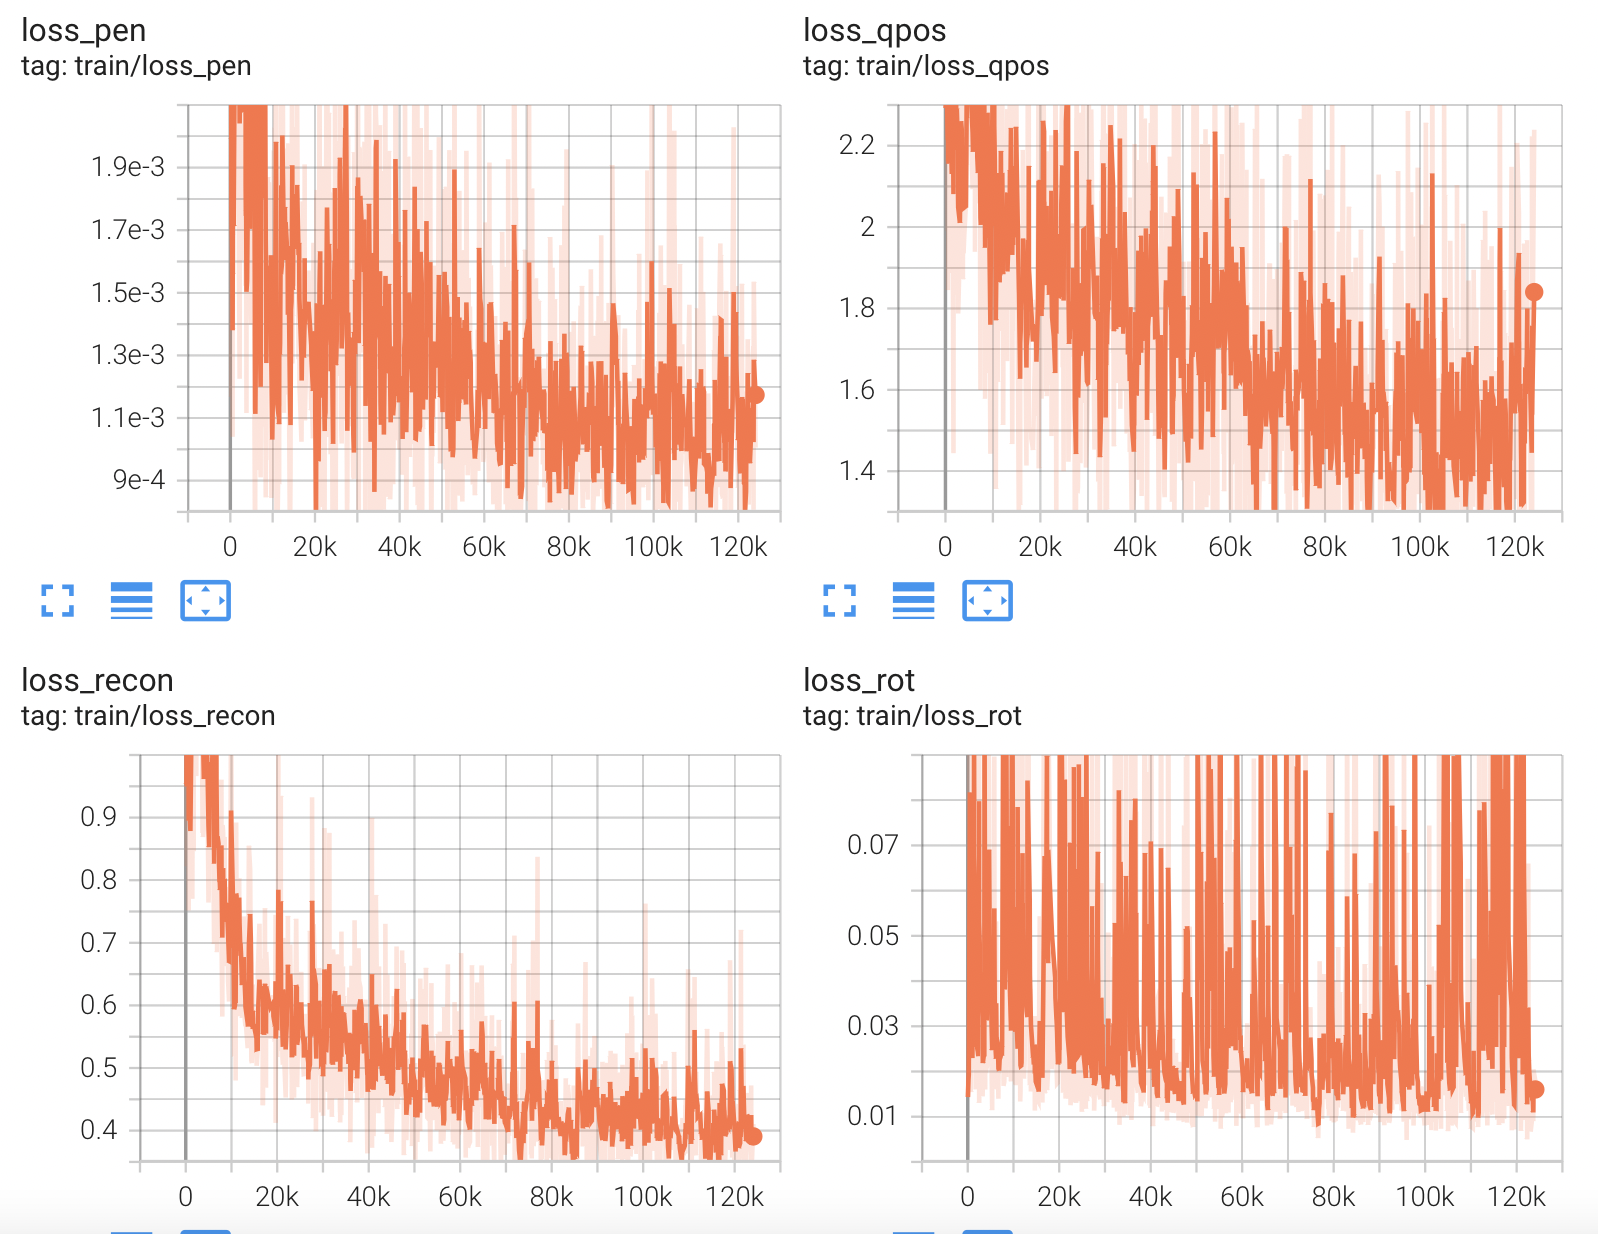 loss_pen
tag: train/loss_pen
1.9e-3
1.7e-3
1.5e-3
1.3e-3
1.1e-3
9e-4
0 20k 40k 60k 80k 100k 120k
loss_qpos
tag: train/loss_qpos
2.2
2
1.8
1.6
1.4
0 20k 40k 60k 80k 100k 120k
loss_recon
tag: train/loss_recon
0.9
0.8
0.7
0.6
0.5
0.4
0 20k 40k 60k 80k 100k 120k
loss_rot
tag: train/loss_rot
0.07
0.05
0.03
0.01
0 20k 40k 60k 80k 100k 120k